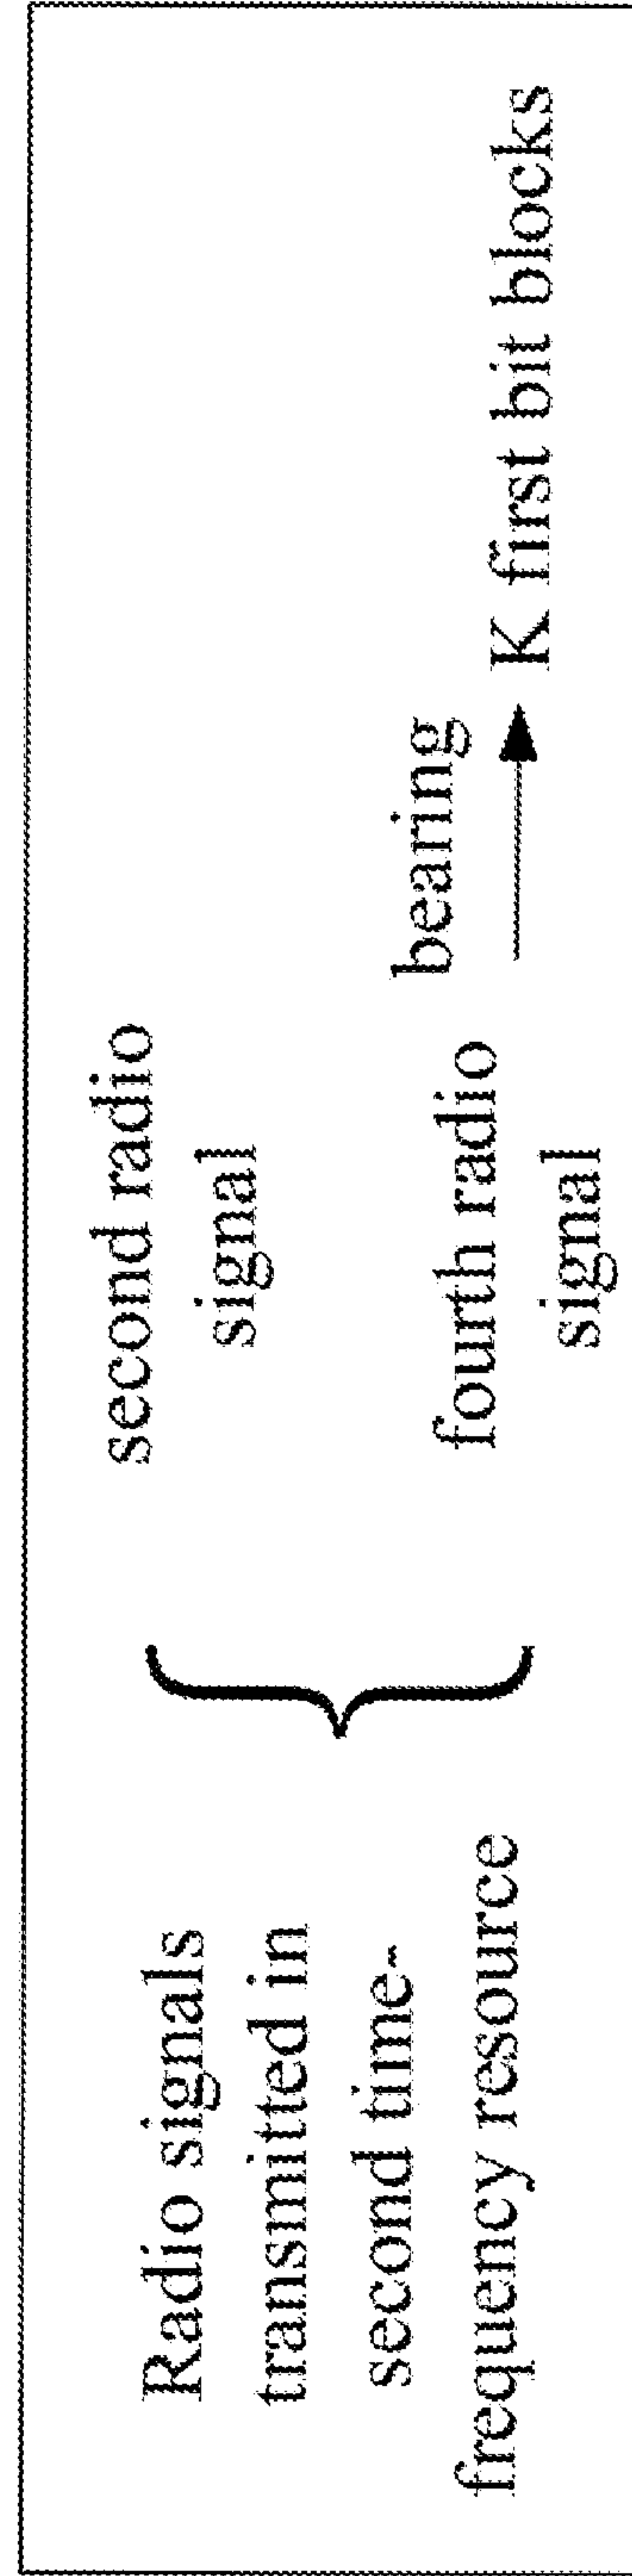 Radio signals
transmitted in
second time-
frequency resource
second radio
signal
fourth radio
signal
bearing
K first bit blocks